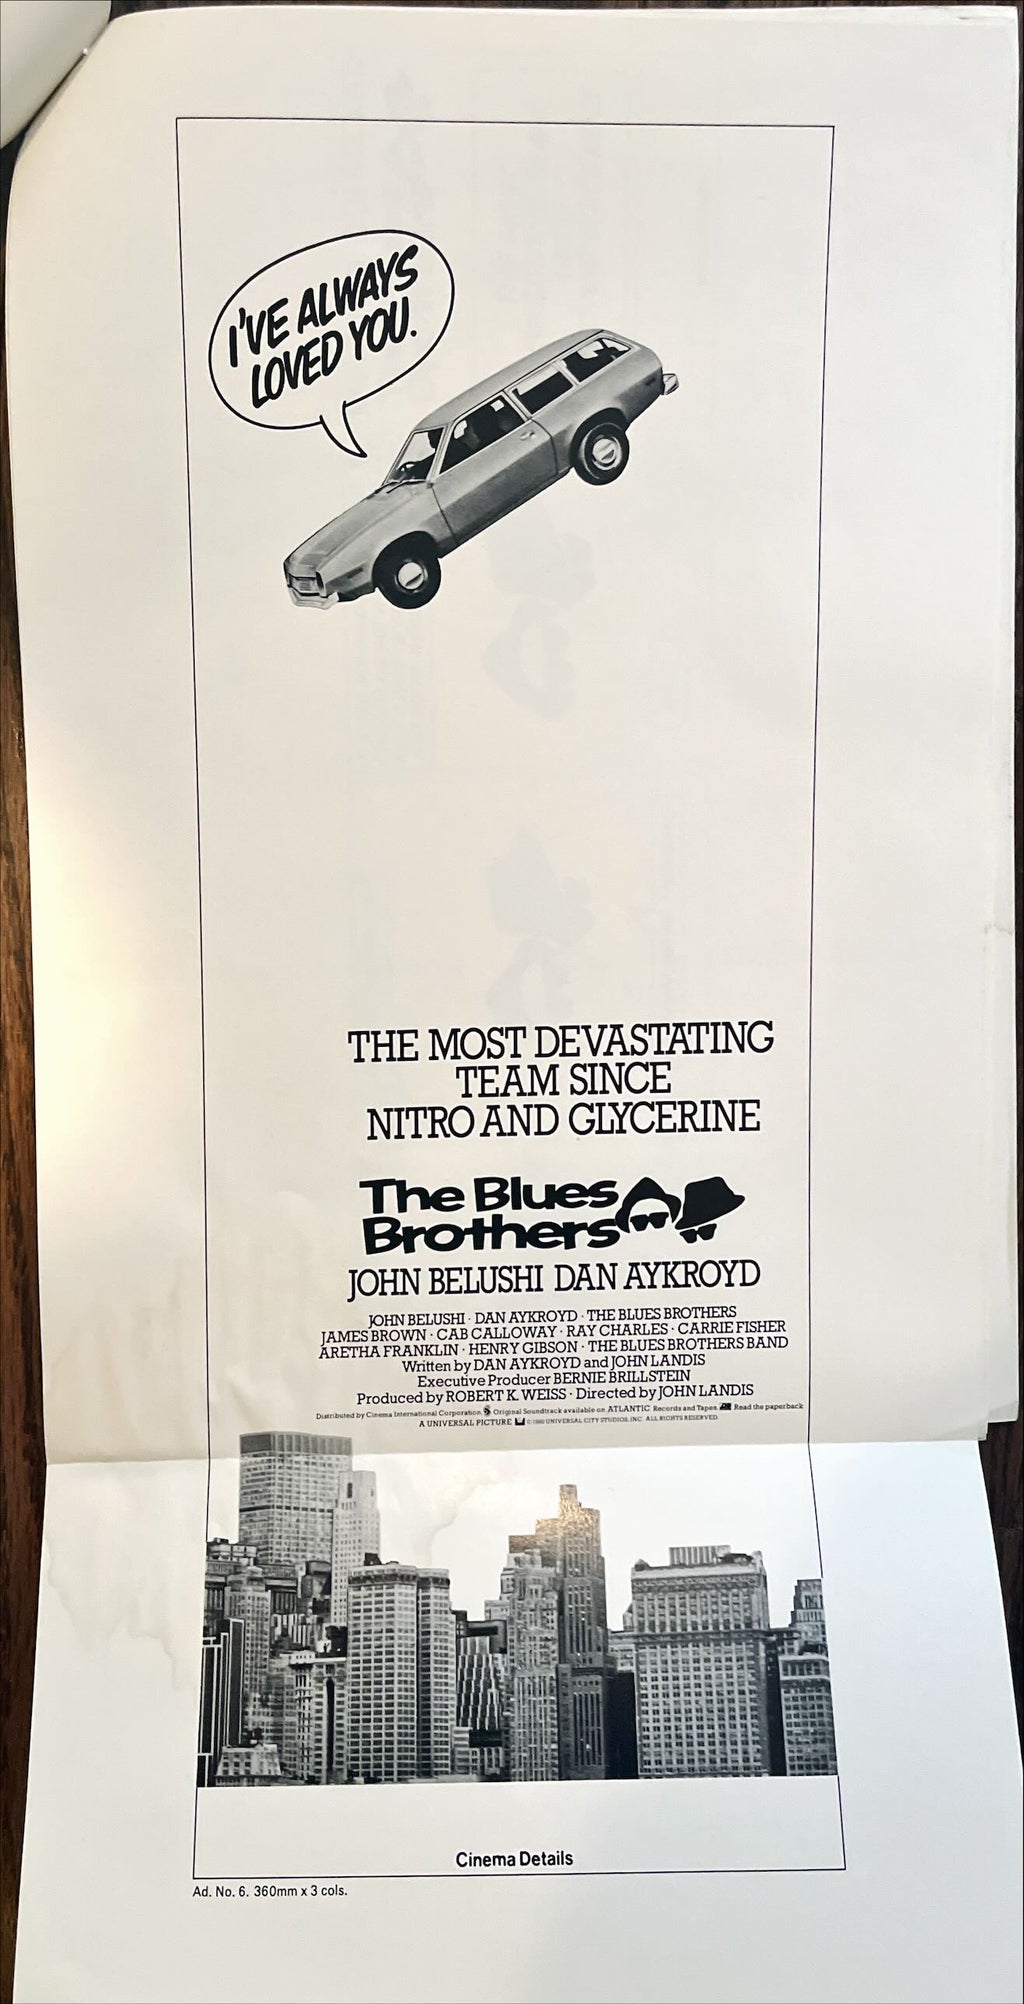 I'VE ALWAYS
LOVED YOU.
THE MOST DEVASTATING
TEAM SINCE
NITRO AND GLYCERINE
The Blues
Brothers
JOHN BELUSHI DAN AYKROYD
JOHN BELUSHI · DAN AYKROYD · THE BLUES BROTHERS
JAMES BROWN · CAB CALLOWAY · RAY CHARLES · CARRIE FISHER
ARETHA FRANKLIN · HENRY GIBSON · THE BLUES BROTHERS BAND
Written by DAN AYKROYD and JOHN LANDIS
Executive Producer BERNIE BRILLSTEIN
Produced by ROBERT K. WEISS · Directed by JOHN LANDIS
Distributed by Cinema International Corporation Original Soundtrack available on ATLANTIC Records and Tapes Read the paperback
A UNIVERSAL PICTURE © 1980 UNIVERSAL CITY STUDIOS, INC. ALL RIGHTS RESERVED
Cinema Details
Ad. No. 6. 360mm x 3 cols.